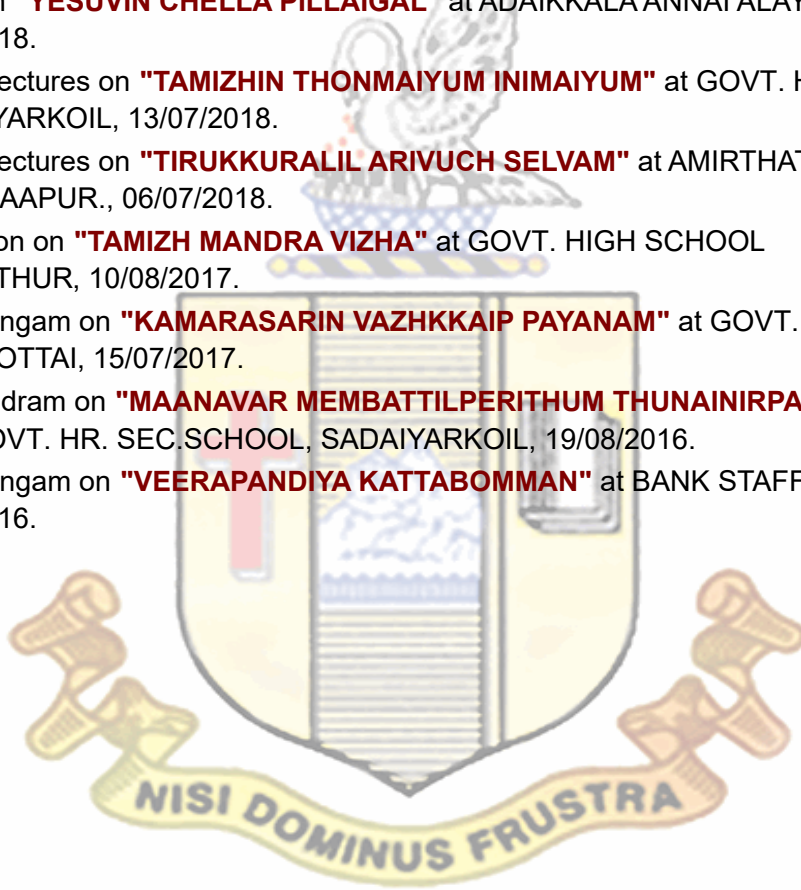 "YESUVIN CHELLA PILLAIGAL" at ADAIKKALA ANNAI ALAY
18.
ectures on "TAMIZHIN THONMAIYUM INIMAIYUM" at GOVT. H
YARKOIL, 13/07/2018.
ectures on "TIRUKKURALIL ARIVUCH SELVAM" at AMIRTHAT
AAPUR., 06/07/2018.
on on "TAMIZH MANDRA VIZHA" at GOVT. HIGH SCHOOL
THUR, 10/08/2017.
ngam on "KAMARASARIN VAZHKKAIP PAYANAM" at GOVT.
OTTAI, 15/07/2017.
dram on "MAANAVAR MEMBATTILPERITHUM THUNAINIRPA
OVT. HR. SEC.SCHOOL, SADAIYARKOIL, 19/08/2016.
ngam on "VEERAPANDIYA KATTABOMMAN" at BANK STAFF
16.
NISI DOMINUS FRUSTRA